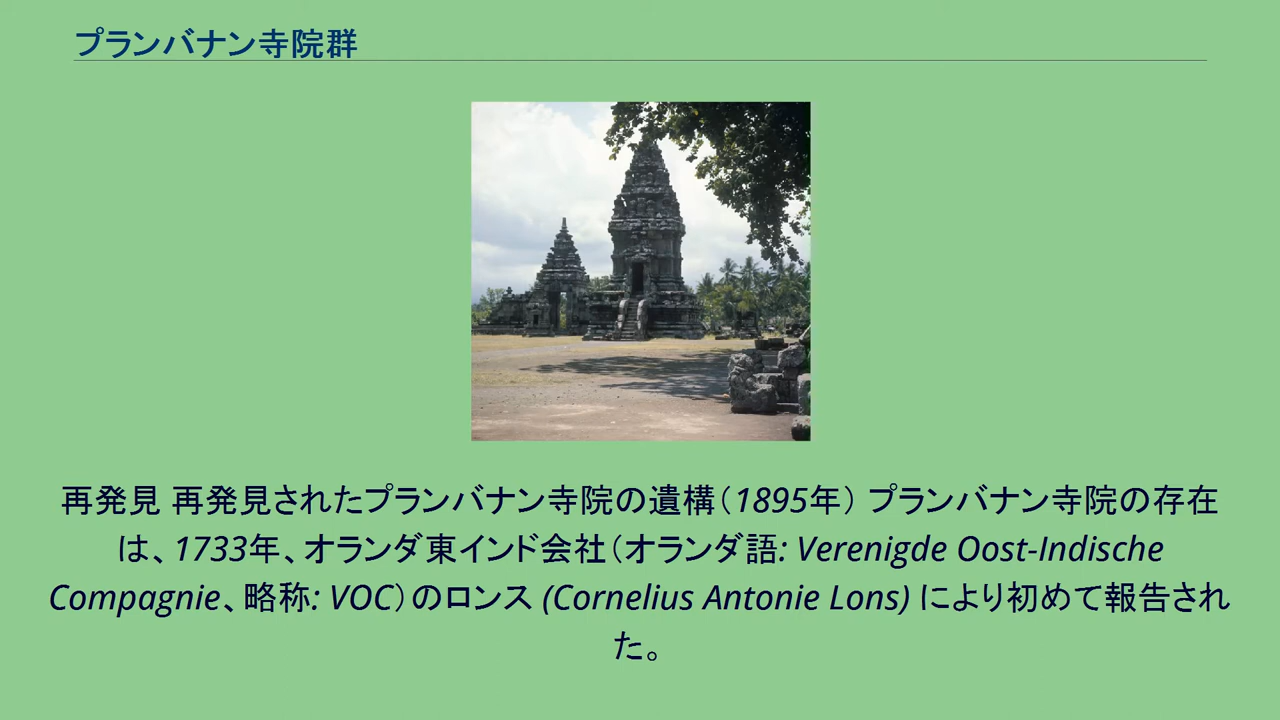 プランバナン寺院群
再発見 再発見されたプランバナン寺院の遺構（1895年） プランバナン寺院の存在
は、1733年、オランダ東インド会社（オランダ語: Verenigde Oost-Indische
Compagnie、略称: VOC）のロンス (Cornelius Antonie Lons) により初めて報告され
た。